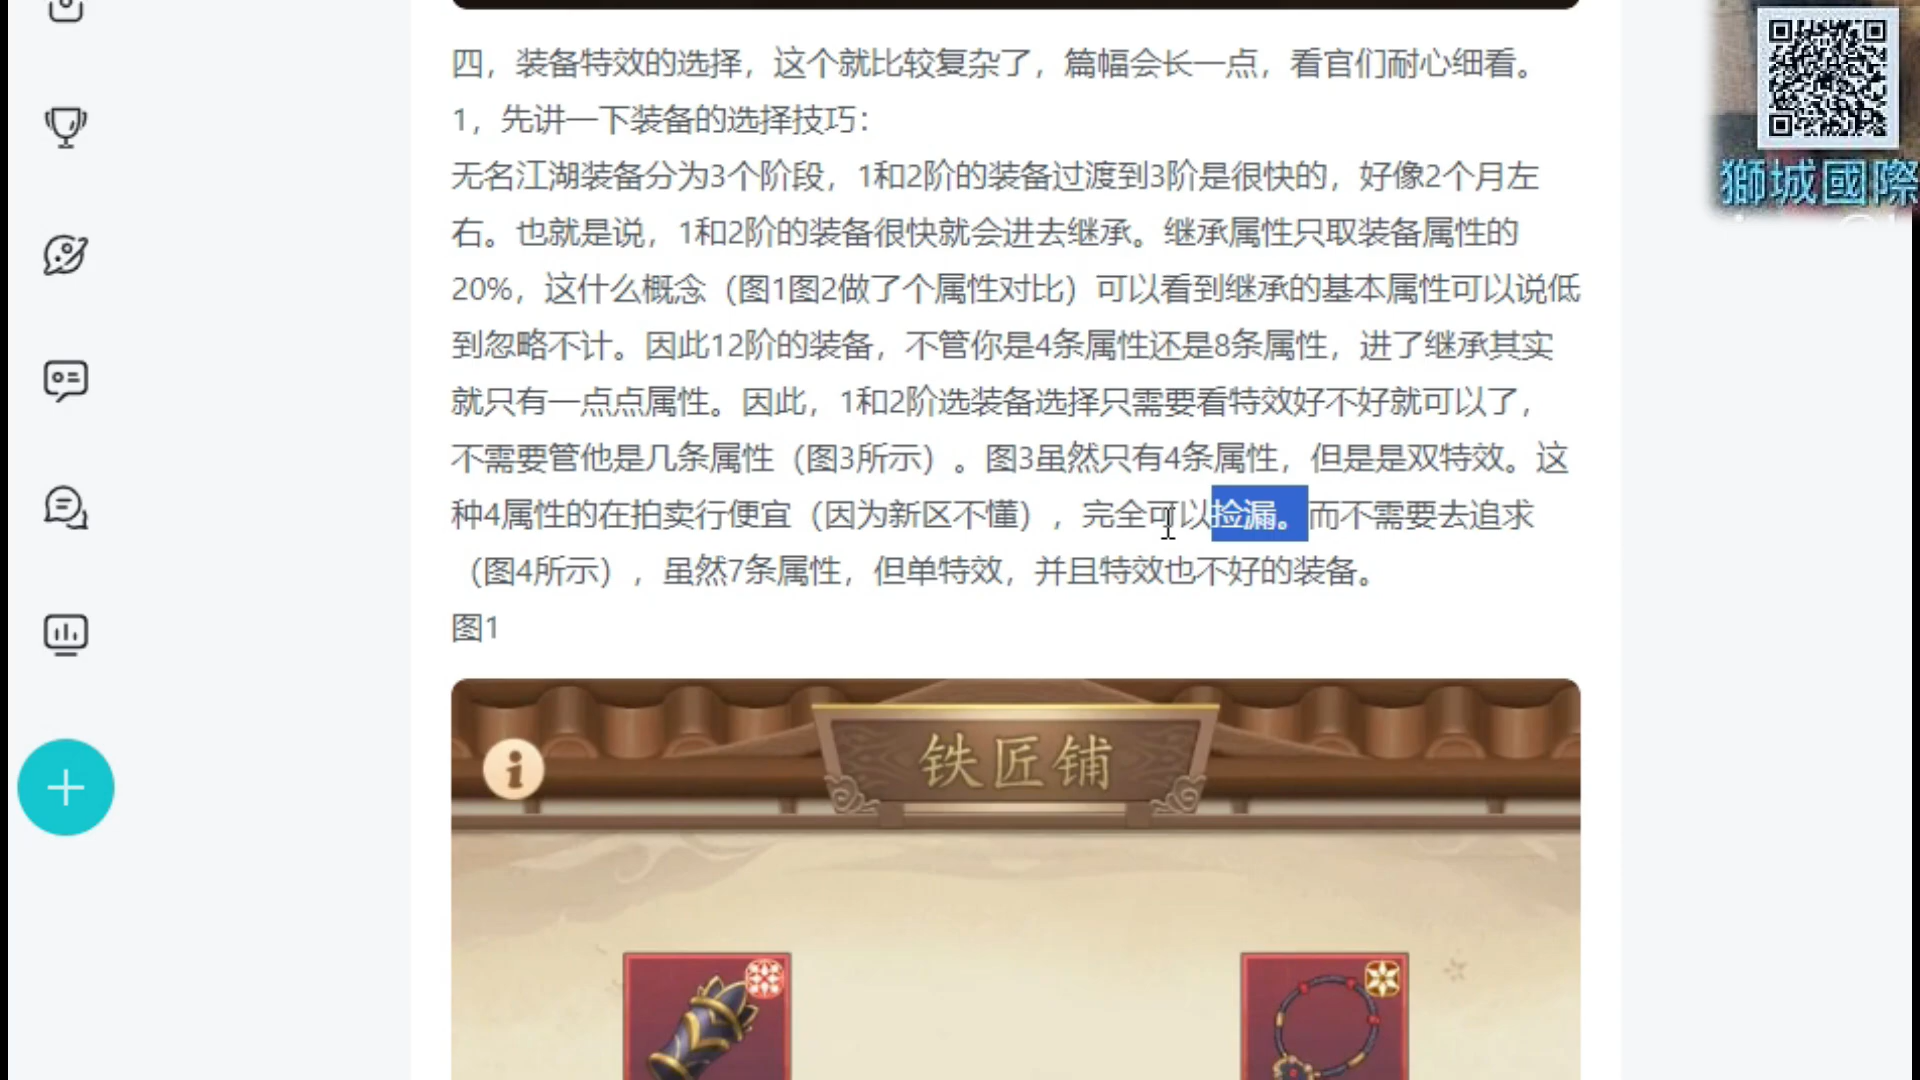 四，装备特效的选择，这个就比较复杂了，篇幅会长一点，看官们耐心细看。
1，先讲一下装备的选择技巧：
无名江湖装备分为3个阶段，1和2阶的装备过渡到3阶是很快的，好像2个月左
右。也就是说，1和2阶的装备很快就会进去继承。继承属性只取装备属性的
20%，这什么概念（图1图2做了个属性对比）可以看到继承的基本属性可以说低
到忽略不计。因此12阶的装备，不管你是4条属性还是8条属性，进了继承其实
就只有一点点属性。因此，1和2阶选装备选择只需要看特效好不好就可以了，
不需要管他是几条属性（图3所示）。图3虽然只有4条属性，但是是双特效。这
种4属性的在拍卖行便宜（因为新区不懂），完全可以捡漏。而不需要去追求
（图4所示），虽然7条属性，但单特效，并且特效也不好的装备。
图1
铁匠铺
獅城國際